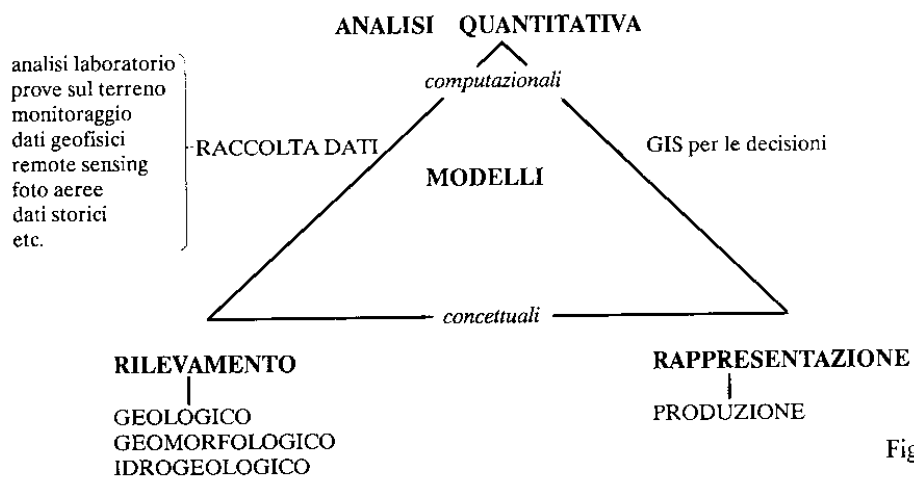 ANALISI QUANTITATIVA
computazionali
analisi laboratorio
prove sul terreno
monitoraggio
dati geofisici
remote sensing
foto aeree
dati storici
etc.
RACCOLTA DATI
GIS per le decisioni
MODELLI
concettuali
RILEVAMENTO
GEOLOGICO
GEOMORFOLOGICO
IDROGEOLOGICO
RAPPRESENTAZIONE
PRODUZIONE
Fig